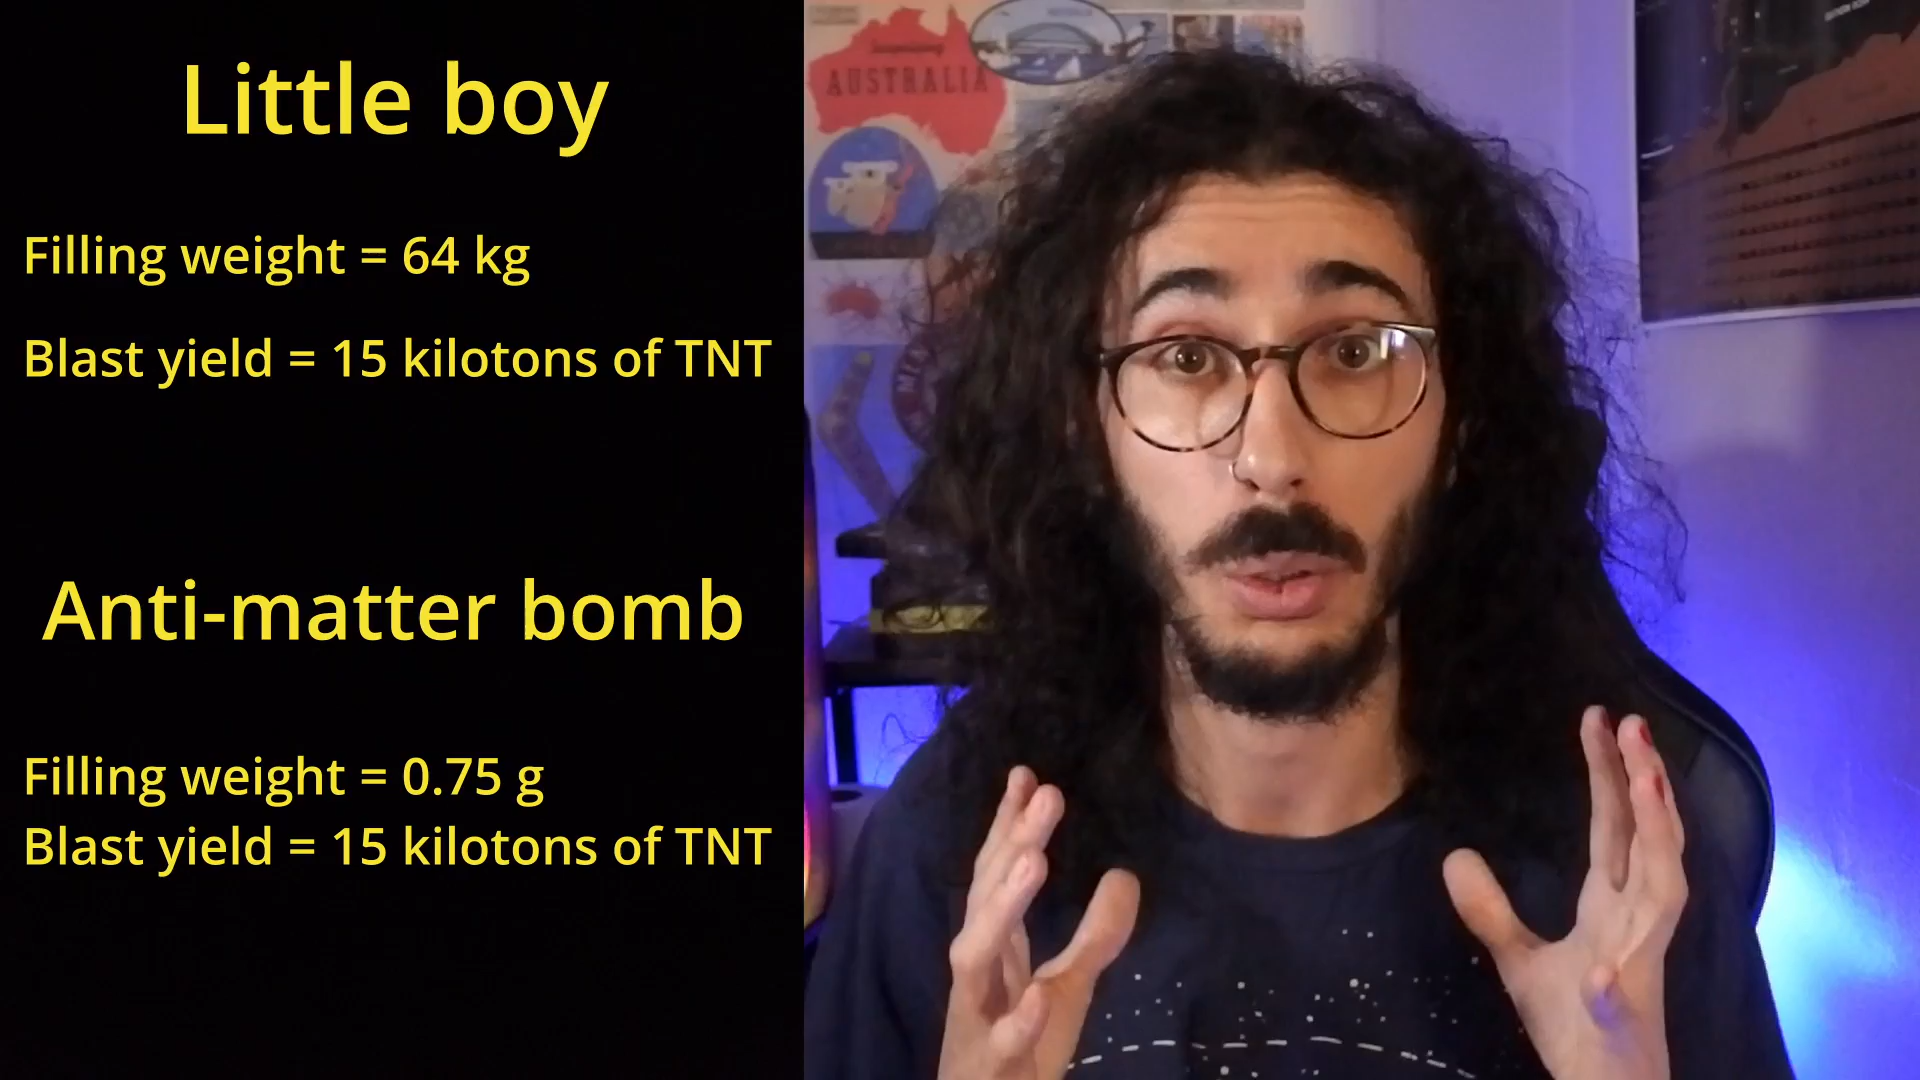 Little boy
Filling weight = 64 kg
Blast yield = 15 kilotons of TNT
Anti-matter bomb
Filling weight = 0.75 g
Blast yield = 15 kilotons of TNT
AUSTRALIA